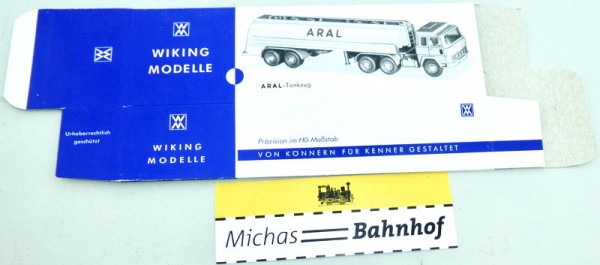 WIKING
MODELLE
ARAL
ARAL-Tankzug
Urheberrechtlich
geschützt
WIKING
MODELLE
Präzision im H0-Maßstab
VON KÖNNERN FÜR KENNER GESTALTET
Michas Bahnhof